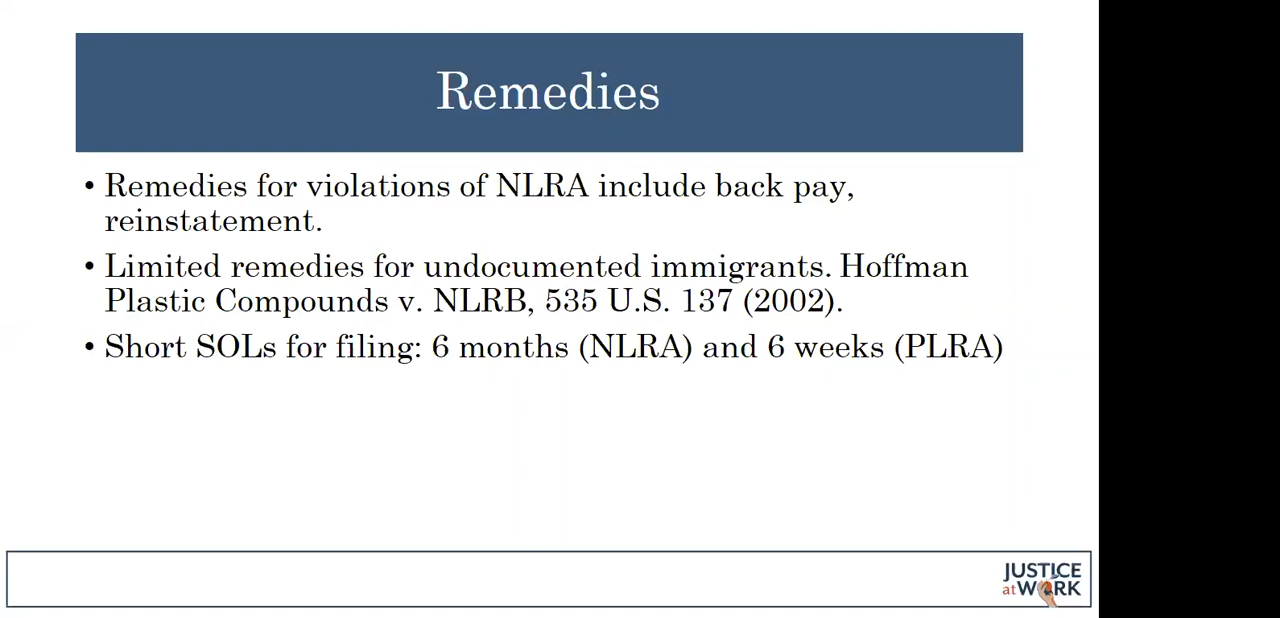 Remedies
• Remedies for violations of NLRA include back pay,
reinstatement.
• Limited remedies for undocumented immigrants. Hoffman
Plastic Compounds v. NLRB, 535 U.S. 137 (2002).
• Short SOLs for filing: 6 months (NLRA) and 6 weeks (PLRA)
JUSTICE
at WORK